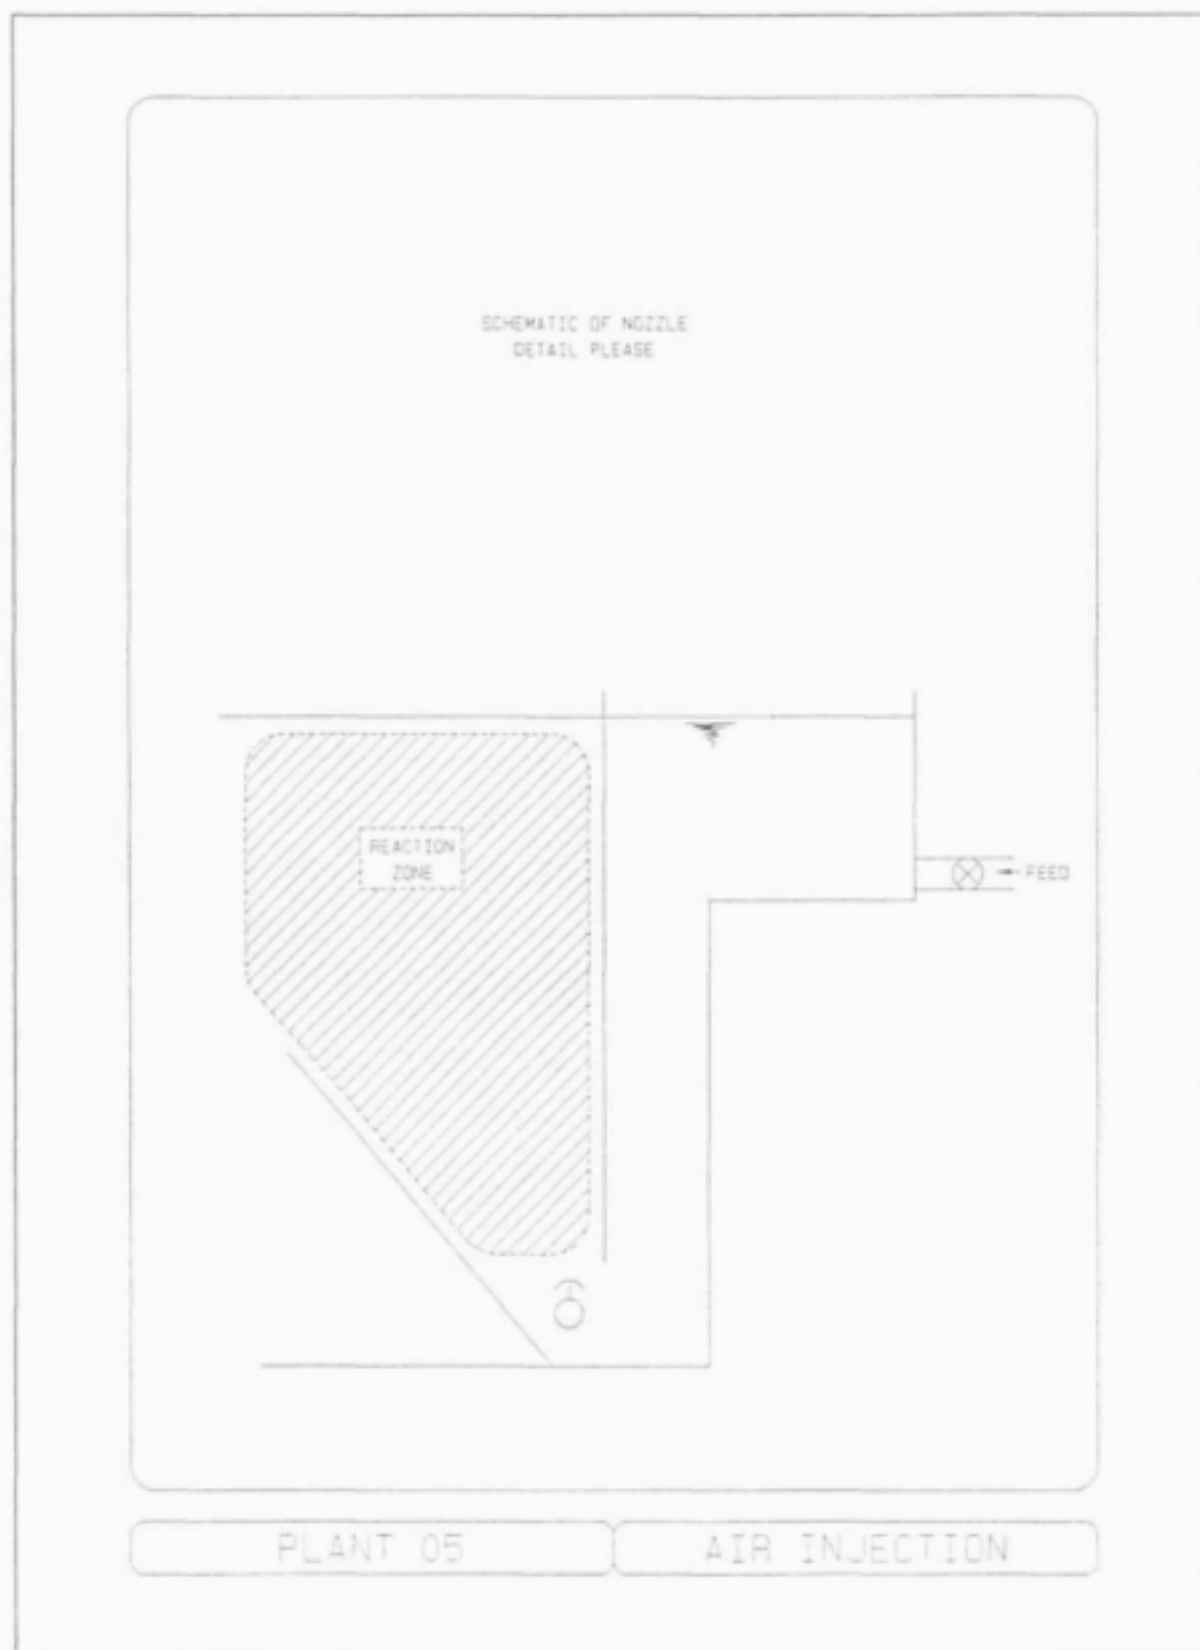 SCHEMATIC OF NOZZLE
DETAIL PLEASE
REACTION
ZONE
FEED
PLANT 05
AIR INJECTION